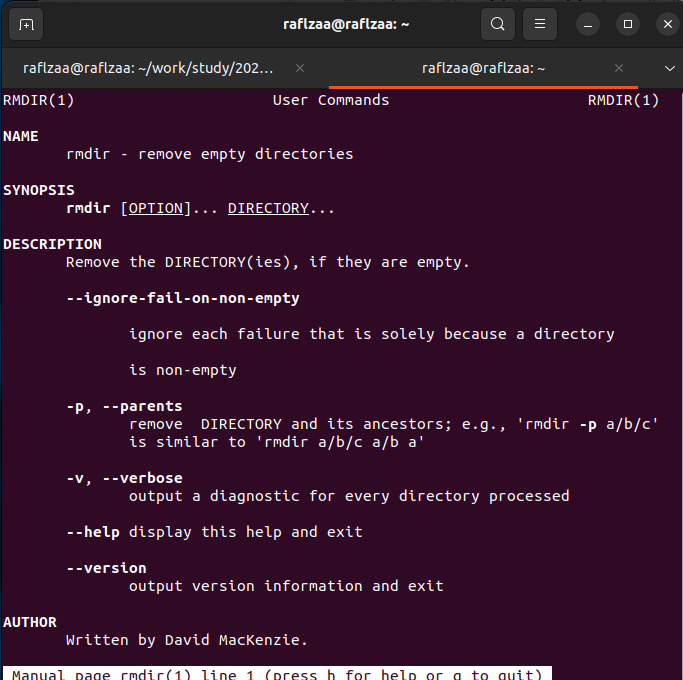 raflzaa@raflzaa: ~
raflzaa@raflzaa: ~/work/study/202...
raflzaa@raflzaa: ~
RMDIR(1) User Commands RMDIR(1)
NAME
rmdir - remove empty directories
SYNOPSIS
rmdir [OPTION]... DIRECTORY...
DESCRIPTION
Remove the DIRECTORY(ies), if they are empty.
--ignore-fail-on-non-empty
ignore each failure that is solely because a directory
is non-empty
-p, --parents
remove  DIRECTORY and its ancestors; e.g., 'rmdir -p a/b/c'
is similar to 'rmdir a/b/c a/b a'
-v, --verbose
output a diagnostic for every directory processed
--help display this help and exit
--version
output version information and exit
AUTHOR
Written by David MacKenzie.
Manual page rmdir(1) line 1 (press h for help or q to quit)